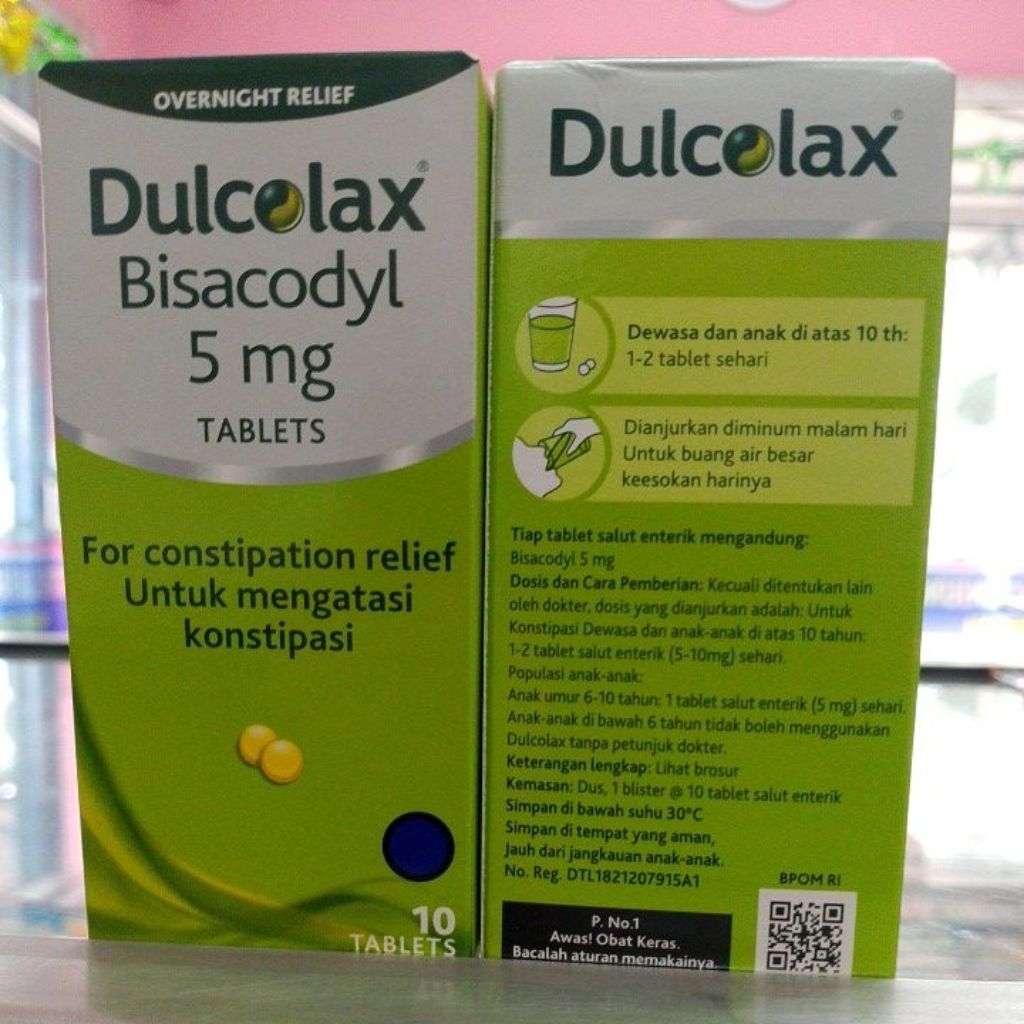 OVERNIGHT RELIEF
Dulcolax®
Bisacodyl
5 mg
TABLETS
For constipation relief
Untuk mengatasi
konstipasi
10
TABLETS
Dulcolax®
Dewasa dan anak di atas 10 th:
1-2 tablet sehari
Dianjurkan diminum malam hari
Untuk buang air besar
keesokan harinya
Tiap tablet salut enterik mengandung:
Bisacodyl 5 mg
Dosis dan Cara Pemberian: Kecuali ditentukan lain
oleh dokter, dosis yang dianjurkan adalah: Untuk
Konstipasi Dewasa dan anak-anak di atas 10 tahun:
1-2 tablet salut enterik (5-10mg) sehari.
Populasi anak-anak:
Anak umur 6-10 tahun: 1 tablet salut enterik (5 mg) sehari.
Anak-anak di bawah 6 tahun tidak boleh menggunakan
Dulcolax tanpa petunjuk dokter.
Keterangan lengkap: Lihat brosur
Kemasan: Dus, 1 blister @ 10 tablet salut enterik
Simpan di bawah suhu 30°C
Simpan di tempat yang aman,
Jauh dari jangkauan anak-anak.
No. Reg. DTL1821207915A1
BPOM RI
P. No.1
Awas! Obat Keras.
Bacalah aturan memakainya.